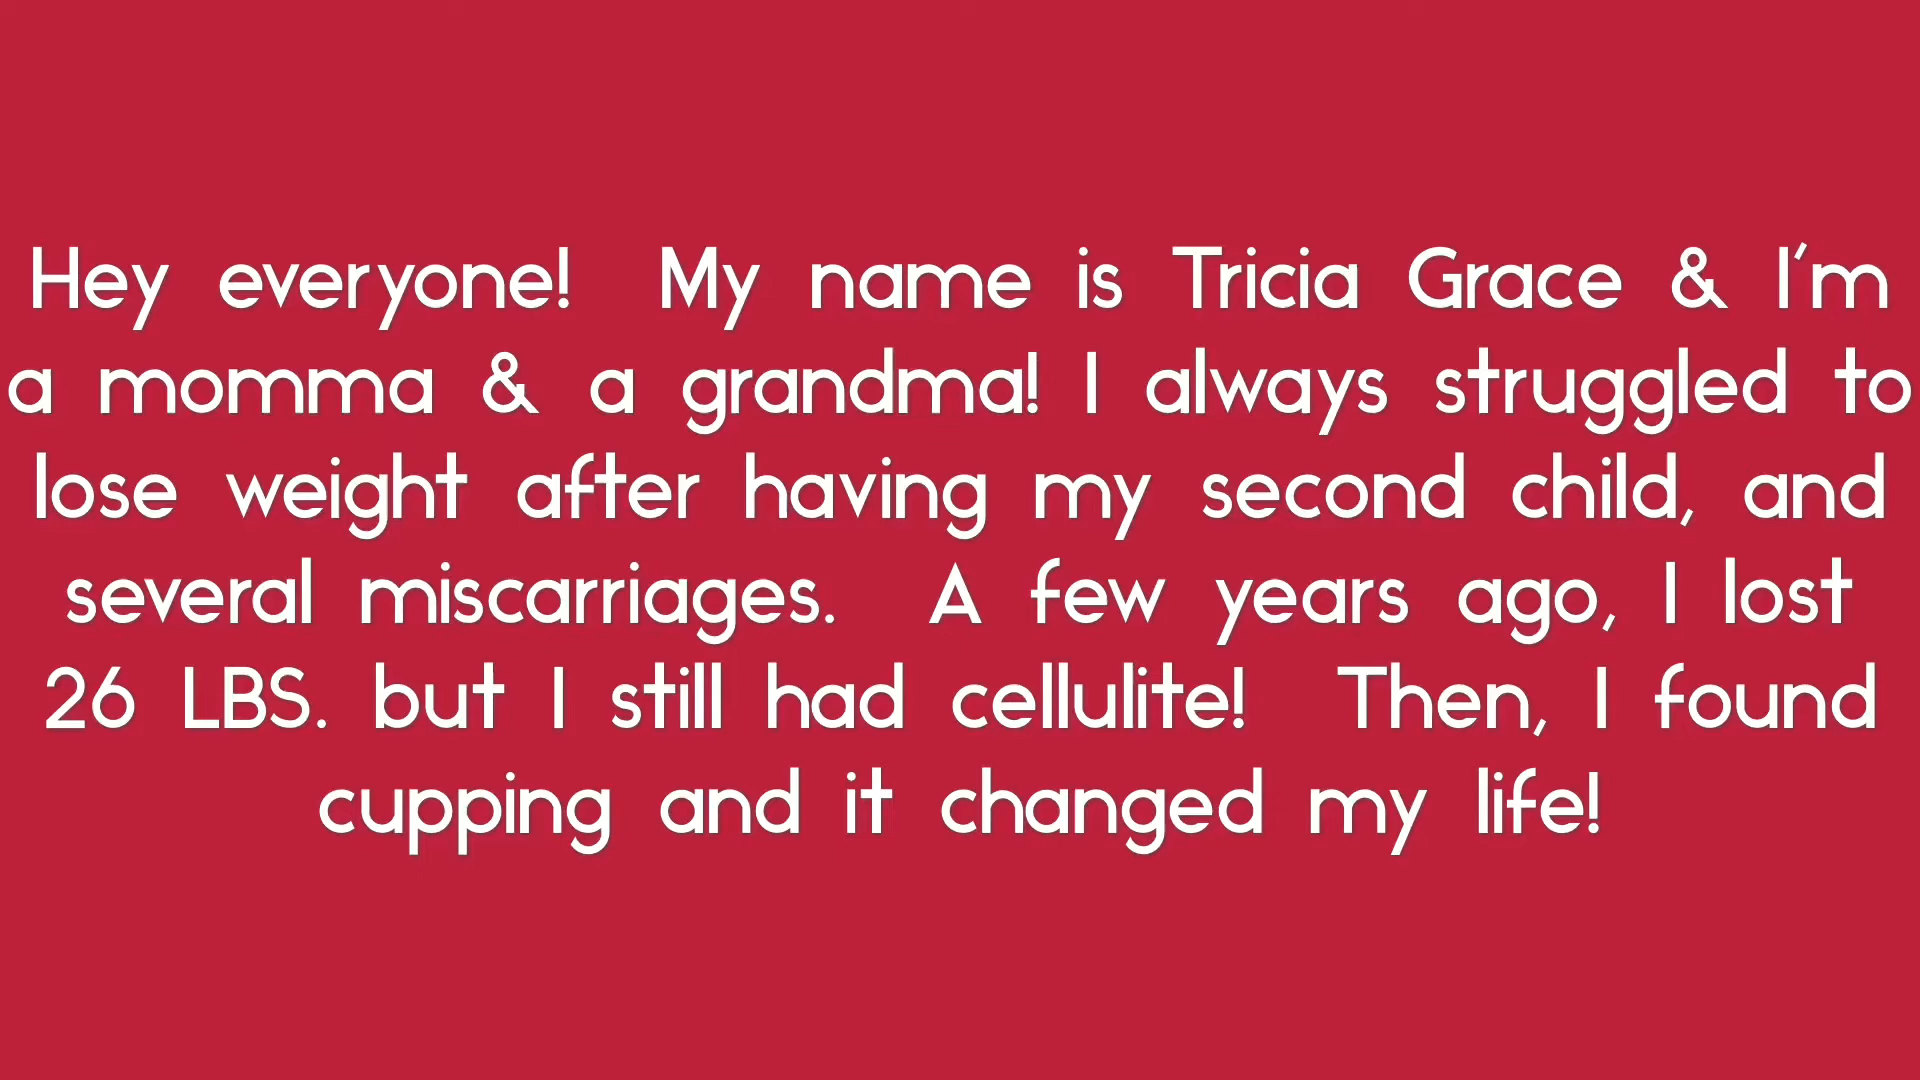 Hey everyone! My name is Tricia Grace & I'm
a momma & a grandma! I always struggled to
lose weight after having my second child, and
several miscarriages. A few years ago, I lost
26 LBS. but I still had cellulite! Then, I found
cupping and it changed my life!